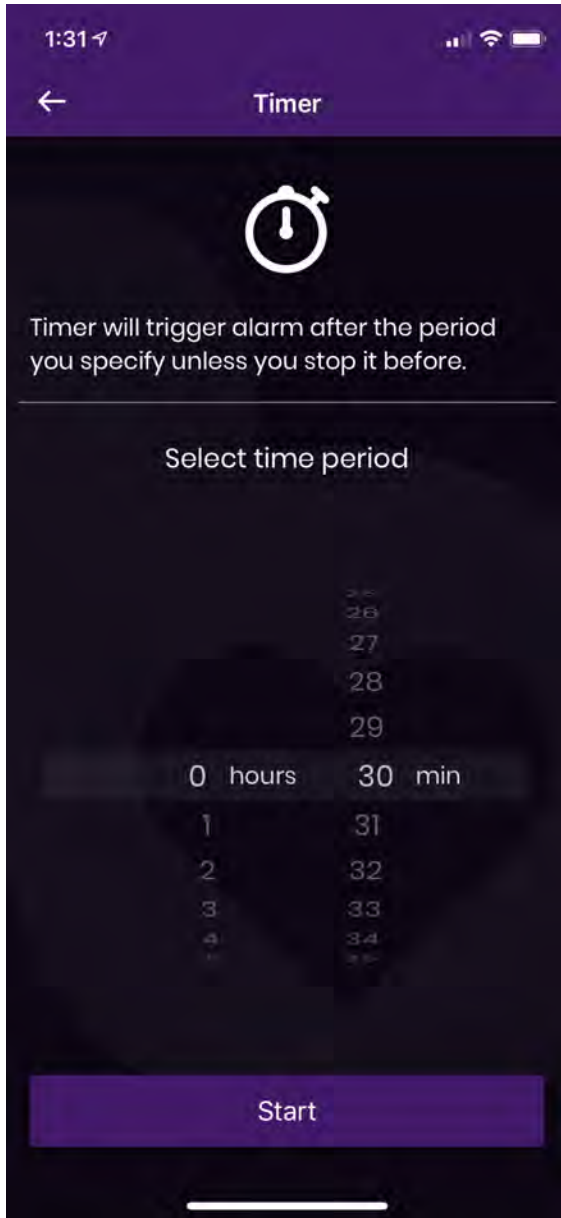 1:31
Timer
Timer will trigger alarm after the period
you specify unless you stop it before.
Select time period
26
27
28
29
0 hours 30 min
1 31
2 32
3 33
4 34
Start